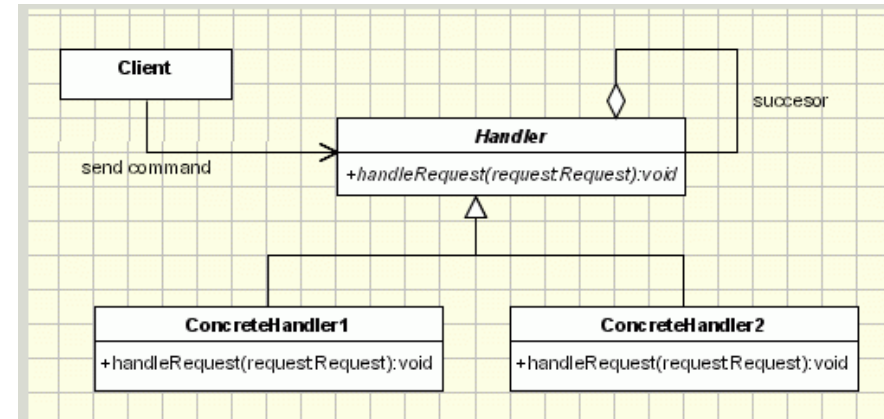 Client
succesor
Handler
send command
+handleRequest(request:Request):void
ConcreteHandler1
ConcreteHandler2
+handleRequest(request:Request):void
+handleRequest(request:Request):void